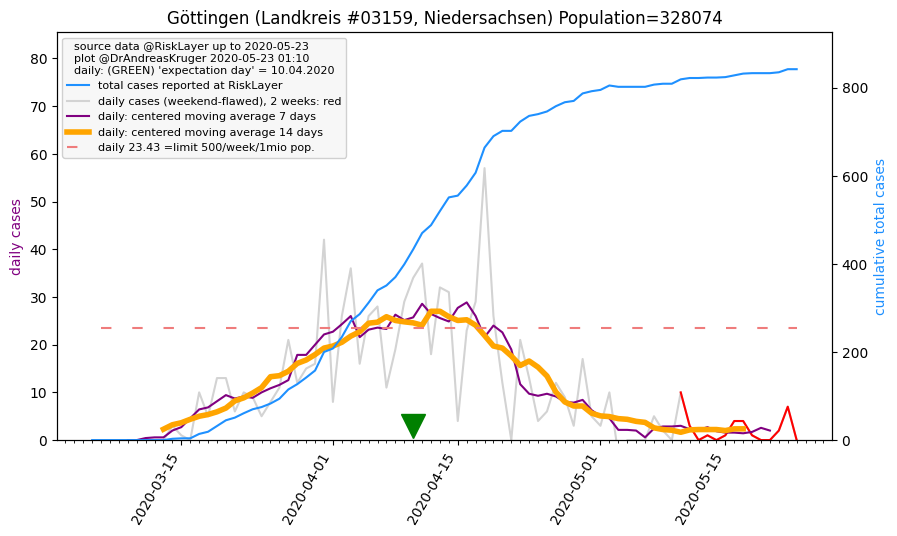 Göttingen (Landkreis #03159, Niedersachsen) Population=328074
source data @RiskLayer up to 2020-05-23
plot @DrAndreasKruger 2020-05-23 01:10
daily: (GREEN) 'expectation day' = 10.04.2020
total cases reported at RiskLayer
daily cases (weekend-flawed), 2 weeks: red
daily: centered moving average 7 days
daily: centered moving average 14 days
daily 23.43 =limit 500/week/1mio pop.
daily cases
80
70
60
50
40
30
20
10
0
cumulative total cases
800
600
400
200
0
2020-03-15
2020-04-01
2020-04-15
2020-05-01
2020-05-15